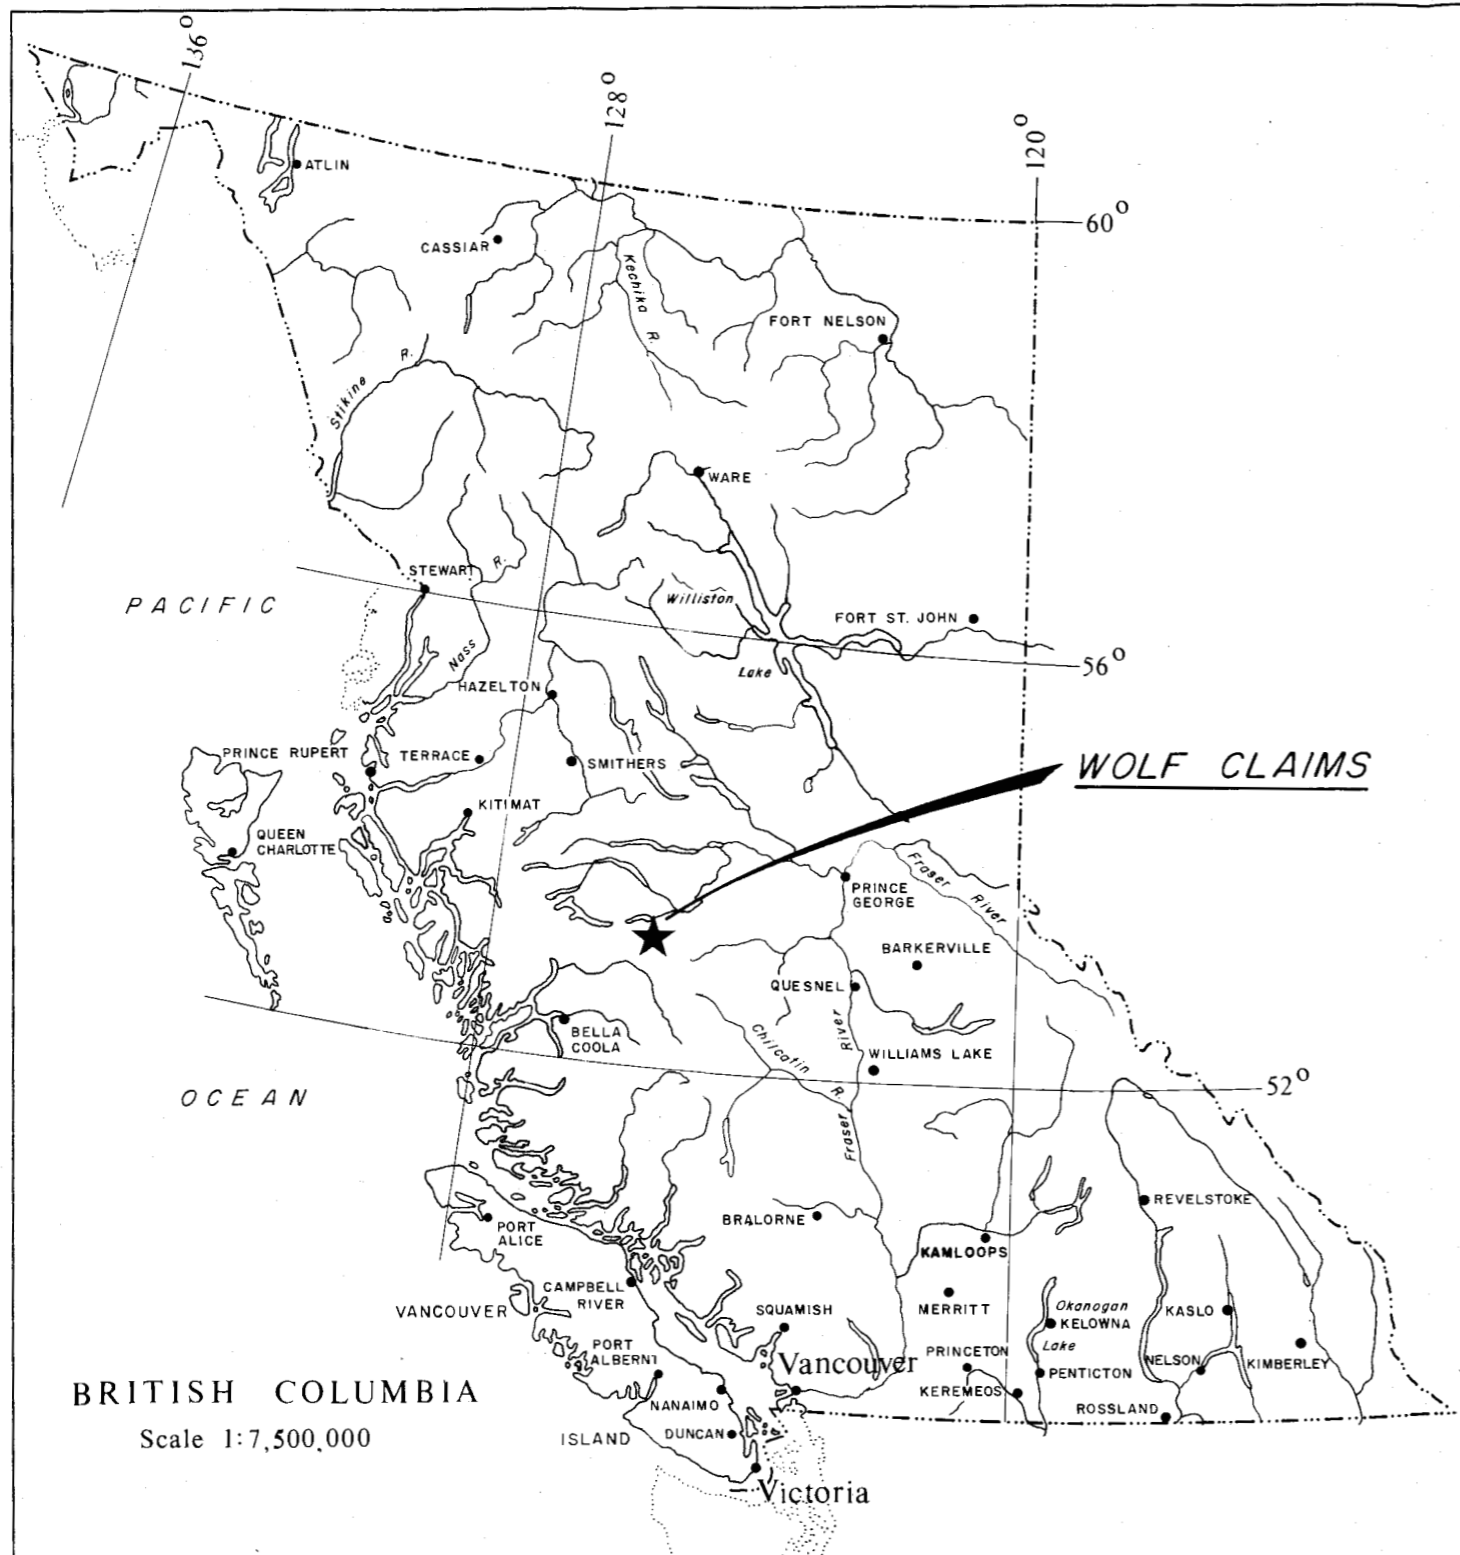 136°
128°
120°
ATLIN
60°
CASSIAR
Kechika R.
FORT NELSON
Stikine R.
WARE
STEWART
Nass R.
PACIFIC
Williston
Lake
FORT ST. JOHN
56°
HAZELTON
PRINCE RUPERT
TERRACE
SMITHERS
WOLF CLAIMS
KITIMAT
QUEEN
CHARLOTTE
Fraser River
PRINCE
GEORGE
BARKERVILLE
QUESNEL
BELLA
COOLA
Chilcatin R.
Fraser River
WILLIAMS LAKE
OCEAN
52°
REVELSTOKE
PORT
ALICE
BRALORNE
KAMLOOPS
CAMPBELL
RIVER
VANCOUVER
SQUAMISH
MERRITT
Okanogan
KELOWNA
Lake
KASLO
PORT
ALBERNI
Vancouver
PRINCETON
PENTICTON
NELSON
KIMBERLEY
BRITISH COLUMBIA
NANAIMO
KEREMEOS
ROSSLAND
Scale 1:7,500,000
ISLAND
DUNCAN
Victoria